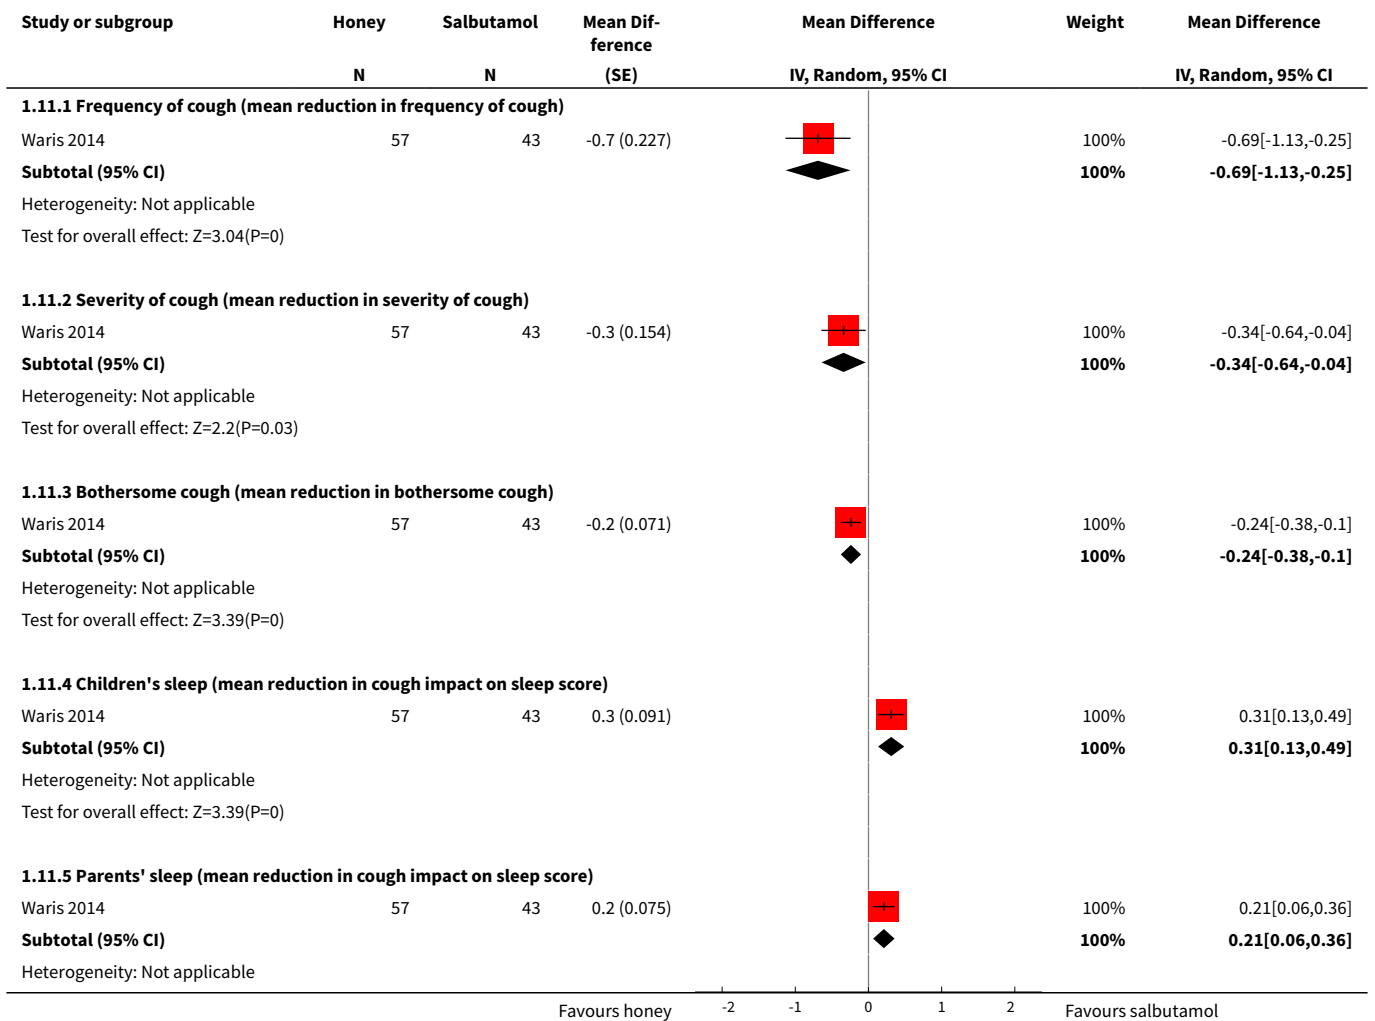 Study or subgroup Honey Salbutamol Mean Dif- Mean Difference Weight Mean Difference
ference
N N (SE) IV, Random, 95% CI IV, Random, 95% CI
1.11.1 Frequency of cough (mean reduction in frequency of cough)
Waris 2014 57 43 -0.7 (0.227) 100% -0.69[-1.13,-0.25]
Subtotal (95% CI) 100% -0.69[-1.13,-0.25]
Heterogeneity: Not applicable
Test for overall effect: Z=3.04(P=0)
1.11.2 Severity of cough (mean reduction in severity of cough)
Waris 2014 57 43 -0.3 (0.154) 100% -0.34[-0.64,-0.04]
Subtotal (95% CI) 100% -0.34[-0.64,-0.04]
Heterogeneity: Not applicable
Test for overall effect: Z=2.2(P=0.03)
1.11.3 Bothersome cough (mean reduction in bothersome cough)
Waris 2014 57 43 -0.2 (0.071) 100% -0.24[-0.38,-0.1]
Subtotal (95% CI) 100% -0.24[-0.38,-0.1]
Heterogeneity: Not applicable
Test for overall effect: Z=3.39(P=0)
1.11.4 Children's sleep (mean reduction in cough impact on sleep score)
Waris 2014 57 43 0.3 (0.091) 100% 0.31[0.13,0.49]
Subtotal (95% CI) 100% 0.31[0.13,0.49]
Heterogeneity: Not applicable
Test for overall effect: Z=3.39(P=0)
1.11.5 Parents' sleep (mean reduction in cough impact on sleep score)
Waris 2014 57 43 0.2 (0.075) 100% 0.21[0.06,0.36]
Subtotal (95% CI) 100% 0.21[0.06,0.36]
Heterogeneity: Not applicable
Favours honey -2 -1 0 1 2 Favours salbutamol